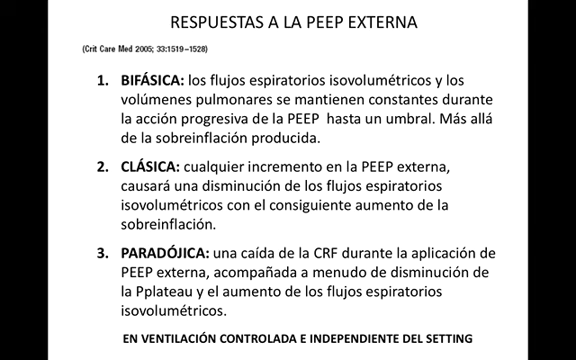 RESPUESTAS A LA PEEP EXTERNA
(Crit Care Med 2005; 33:1519–1528)
1. BIFÁSICA: los flujos espiratorios isovolumétricos y los
volúmenes pulmonares se mantienen constantes durante
la acción progresiva de la PEEP hasta un umbral. Más allá
de la sobreinflación producida.
2. CLÁSICA: cualquier incremento en la PEEP externa,
causará una disminución de los flujos espiratorios
isovolumétricos con el consiguiente aumento de la
sobreinflación.
3. PARADÓJICA: una caída de la CRF durante la aplicación de
PEEP externa, acompañada a menudo de disminución de
la Pplateau y el aumento de los flujos espiratorios
isovolumétricos.
EN VENTILACIÓN CONTROLADA E INDEPENDIENTE DEL SETTING